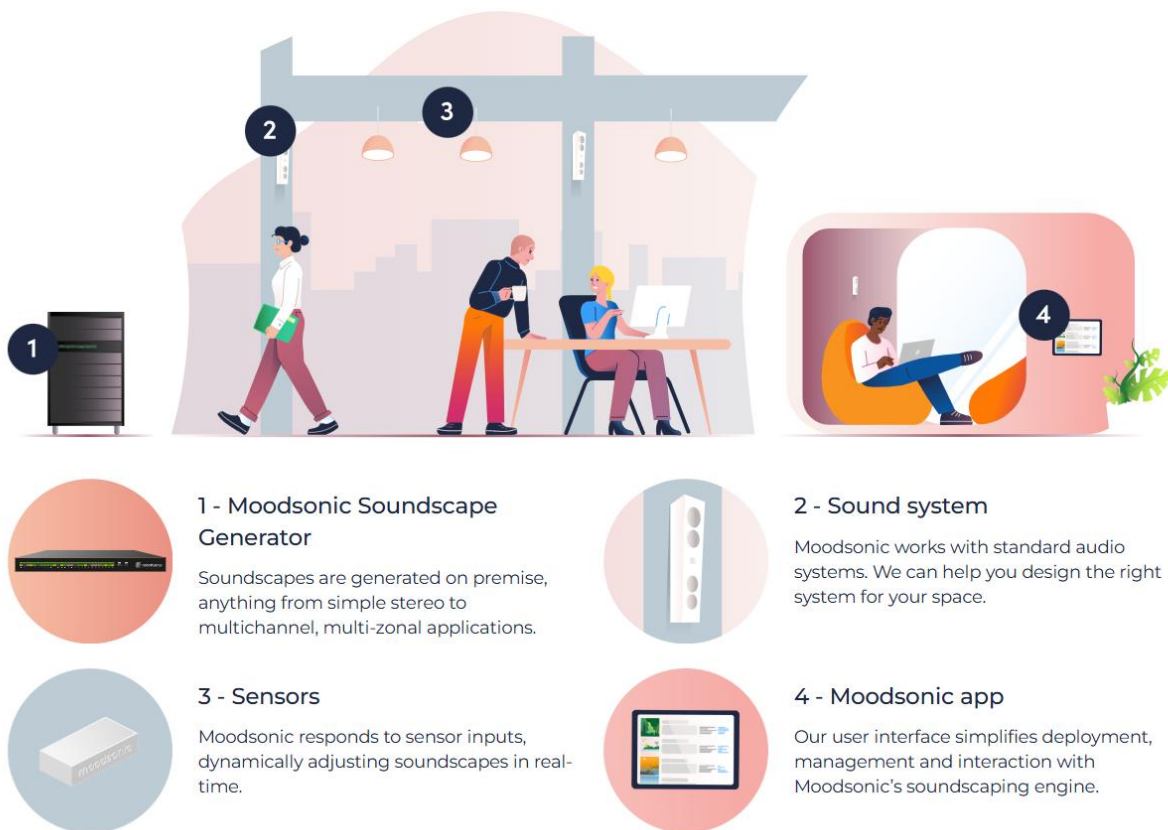 2
3
1
4
1 - Moodsonic Soundscape
Generator
Soundscapes are generated on premise,
anything from simple stereo to
multichannel, multi-zonal applications.
2 - Sound system
Moodsonic works with standard audio
systems. We can help you design the right
system for your space.
3 - Sensors
moodsonic
Moodsonic responds to sensor inputs,
dynamically adjusting soundscapes in real-
time.
4 - Moodsonic app
Our user interface simplifies deployment,
management and interaction with
Moodsonic’s soundscaping engine.